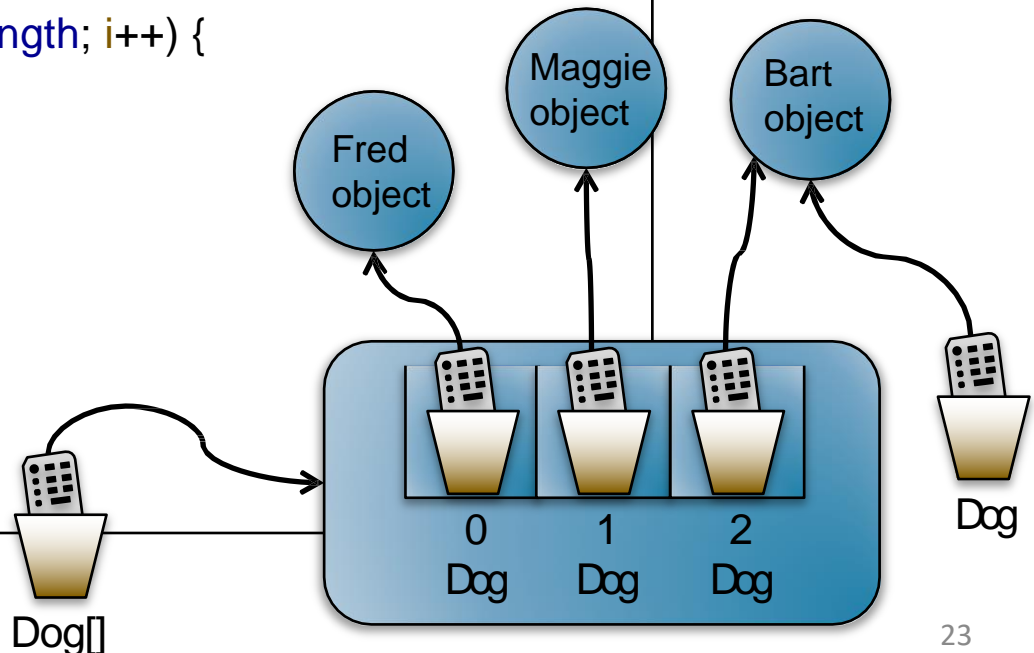 ngth; i++) {
Maggie
object
Bart
object
Fred
object
0
1
2
Dog
Dog
Dog
Dog
Dog[]
23